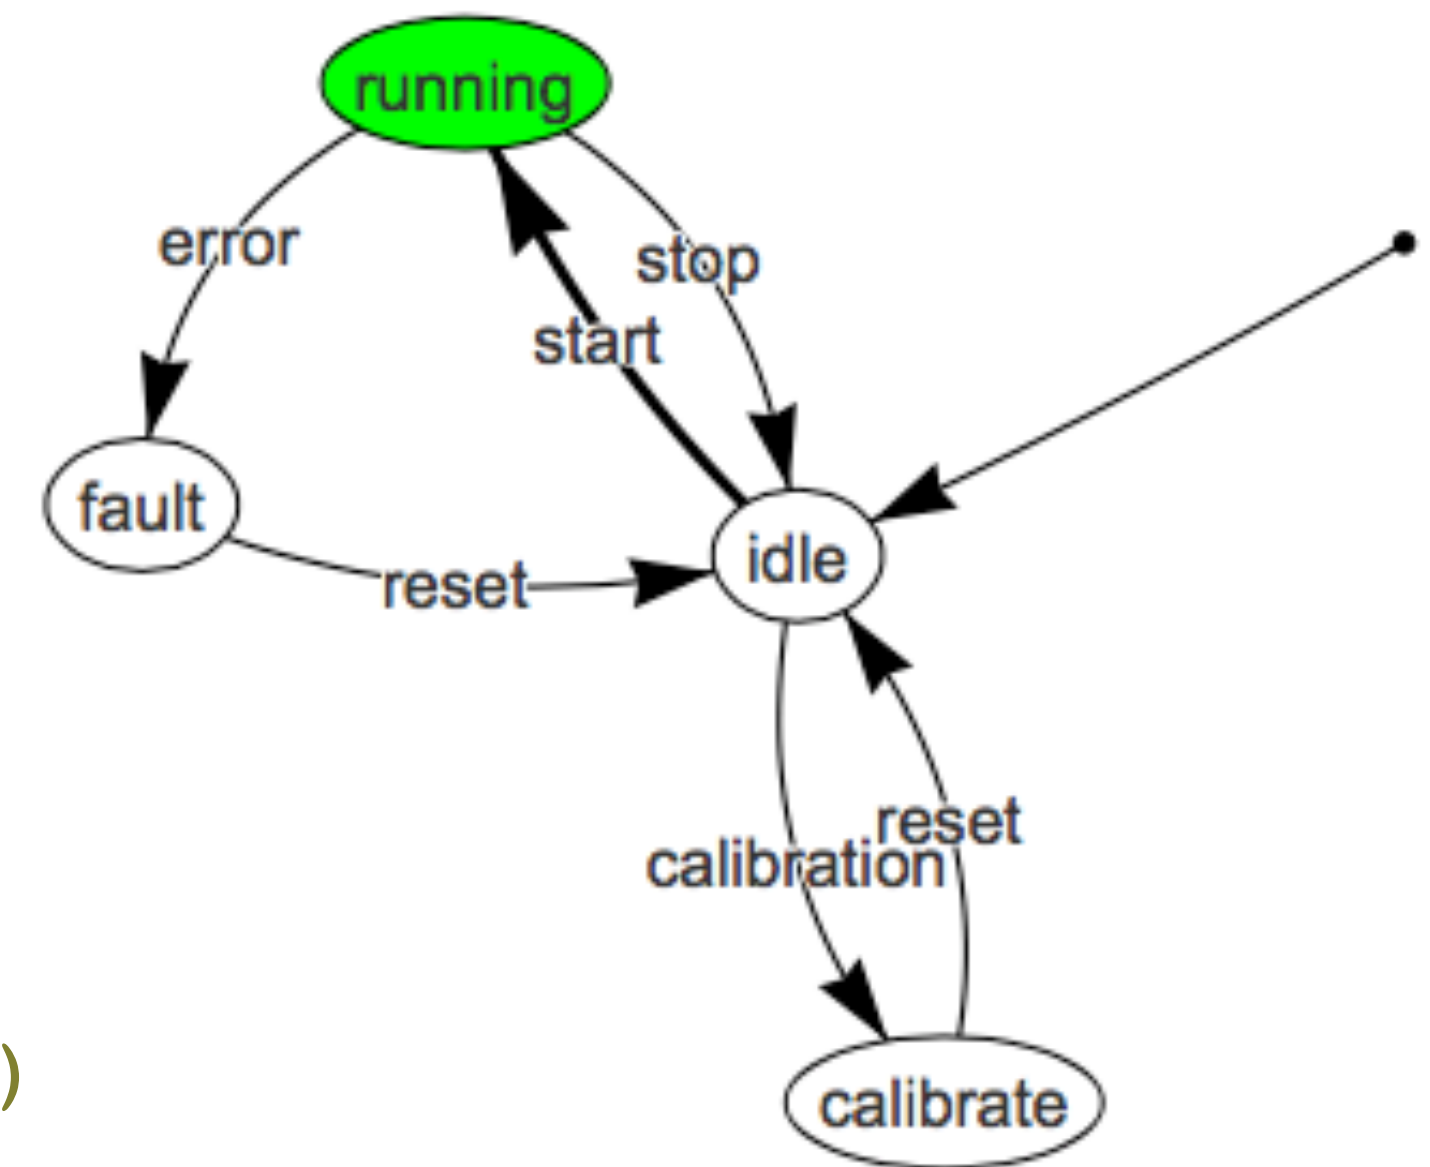 running
error
stop
start
fault
idle
reset
reset
calibration
)
calibrate